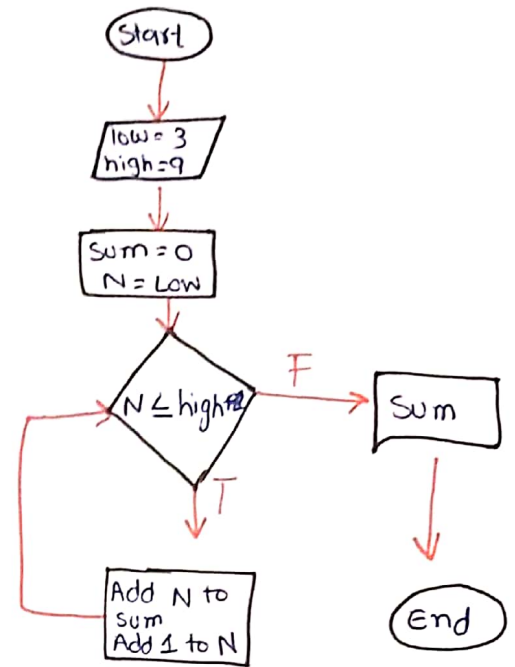 Start
low = 3
high = 9
Sum = 0
N = Low
N ≤ high
F
Sum
T
Add N to
Sum
Add 1 to N
End